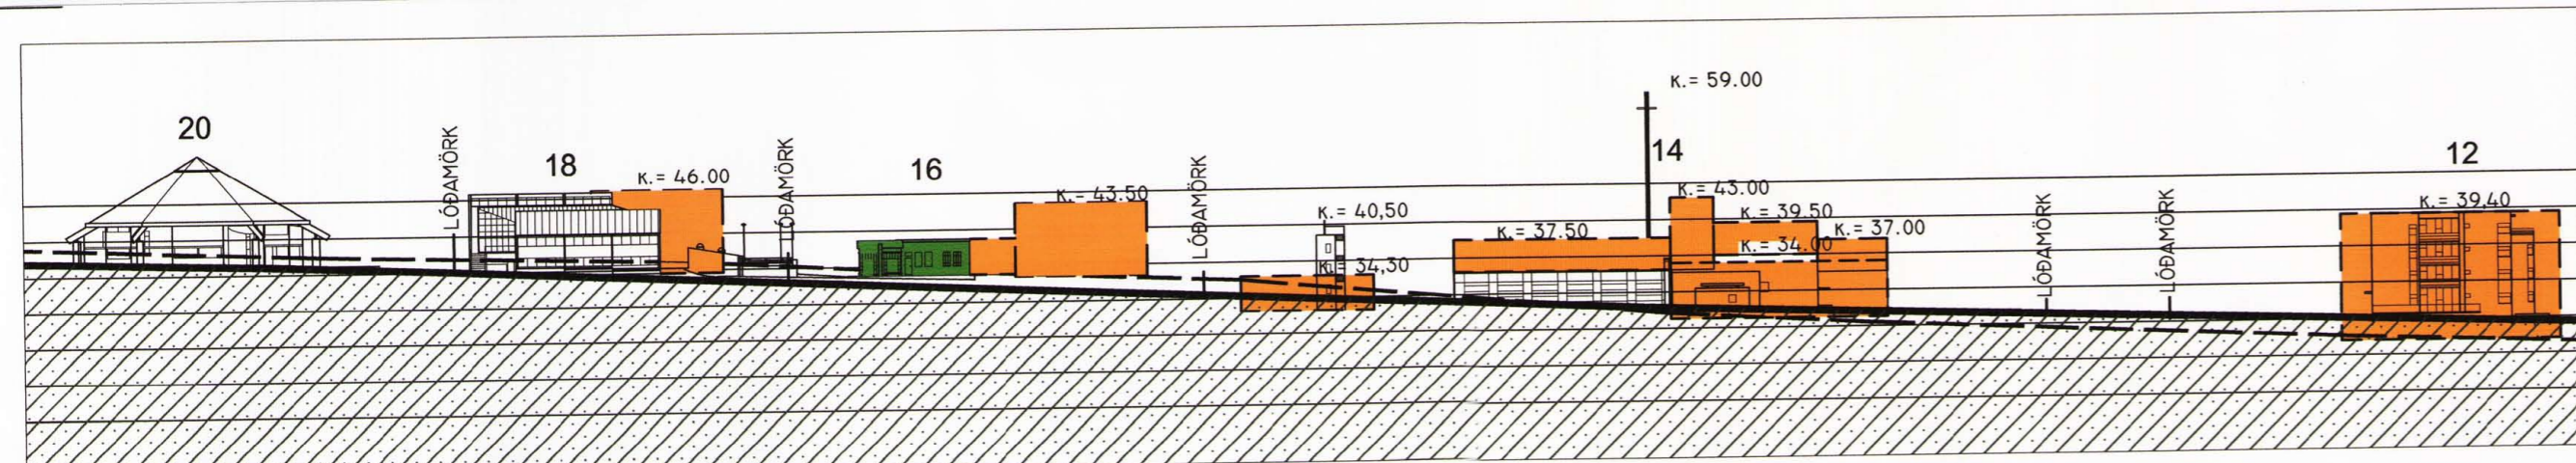 20
LÓÐAMÖRK
18
K.= 46.00
LÓÐAMÖRK
16
K.= 43.50
LÓÐAMÖRK
K.= 40,50
K.= 34,30
K.= 59.00
14
K.= 37.50
K.= 43.00
K.= 39.50
K.= 34.00
K.= 37.00
LÓÐAMÖRK
LÓÐAMÖRK
12
K.= 39,40